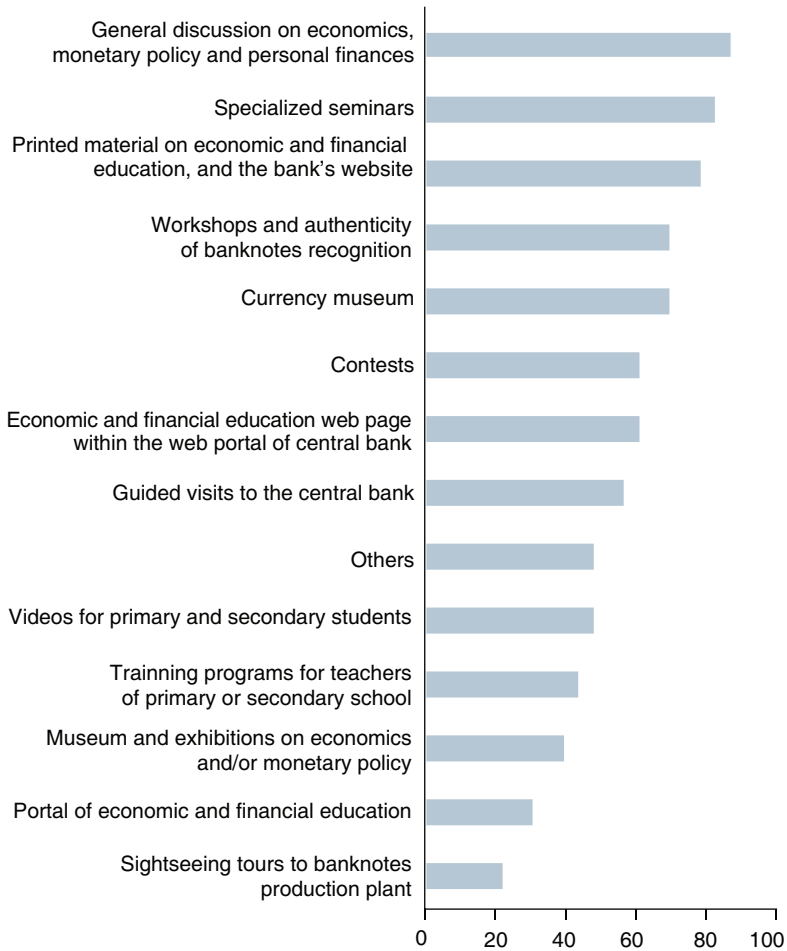 General discussion on economics,
monetary policy and personal finances
Specialized seminars
Printed material on economic and financial
education, and the bank's website
Workshops and authenticity
of banknotes recognition
Currency museum
Contests
Economic and financial education web page
within the web portal of central bank
Guided visits to the central bank
Others
Videos for primary and secondary students
Trainning programs for teachers
of primary or secondary school
Museum and exhibitions on economics
and/or monetary policy
Portal of economic and financial education
Sightseeing tours to banknotes
production plant
0 20 40 60 80 100